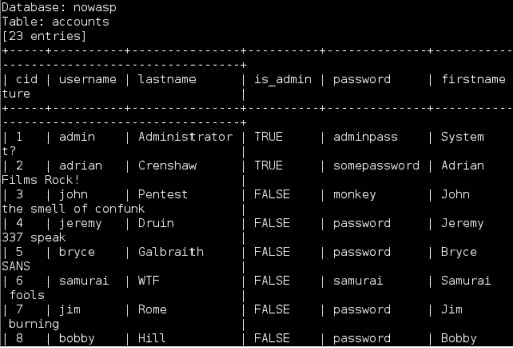 Database: nowasp
Table: accounts
[23 entries]
+-----+----------+---------------+----------+--------------+-----------
--------------------------------+
| cid | username | lastname | is_admin | password | firstname
ture |
+-----+----------+---------------+----------+--------------+-----------
--------------------------------+
| 1 | admin | Administrator | TRUE | adminpass | System
t? |
| 2 | adrian | Crenshaw | TRUE | somepassword | Adrian
Films Rock! |
| 3 | john | Pentest | FALSE | monkey | John
the smell of confunk |
| 4 | jeremy | Druin | FALSE | password | Jeremy
337 speak |
| 5 | bryce | Galbraith | FALSE | password | Bryce
SANS |
| 6 | samurai | WTF | FALSE | samurai | Samurai
fools |
| 7 | jim | Rome | FALSE | password | Jim
burning |
| 8 | bobby | Hill | FALSE | password | Bobby